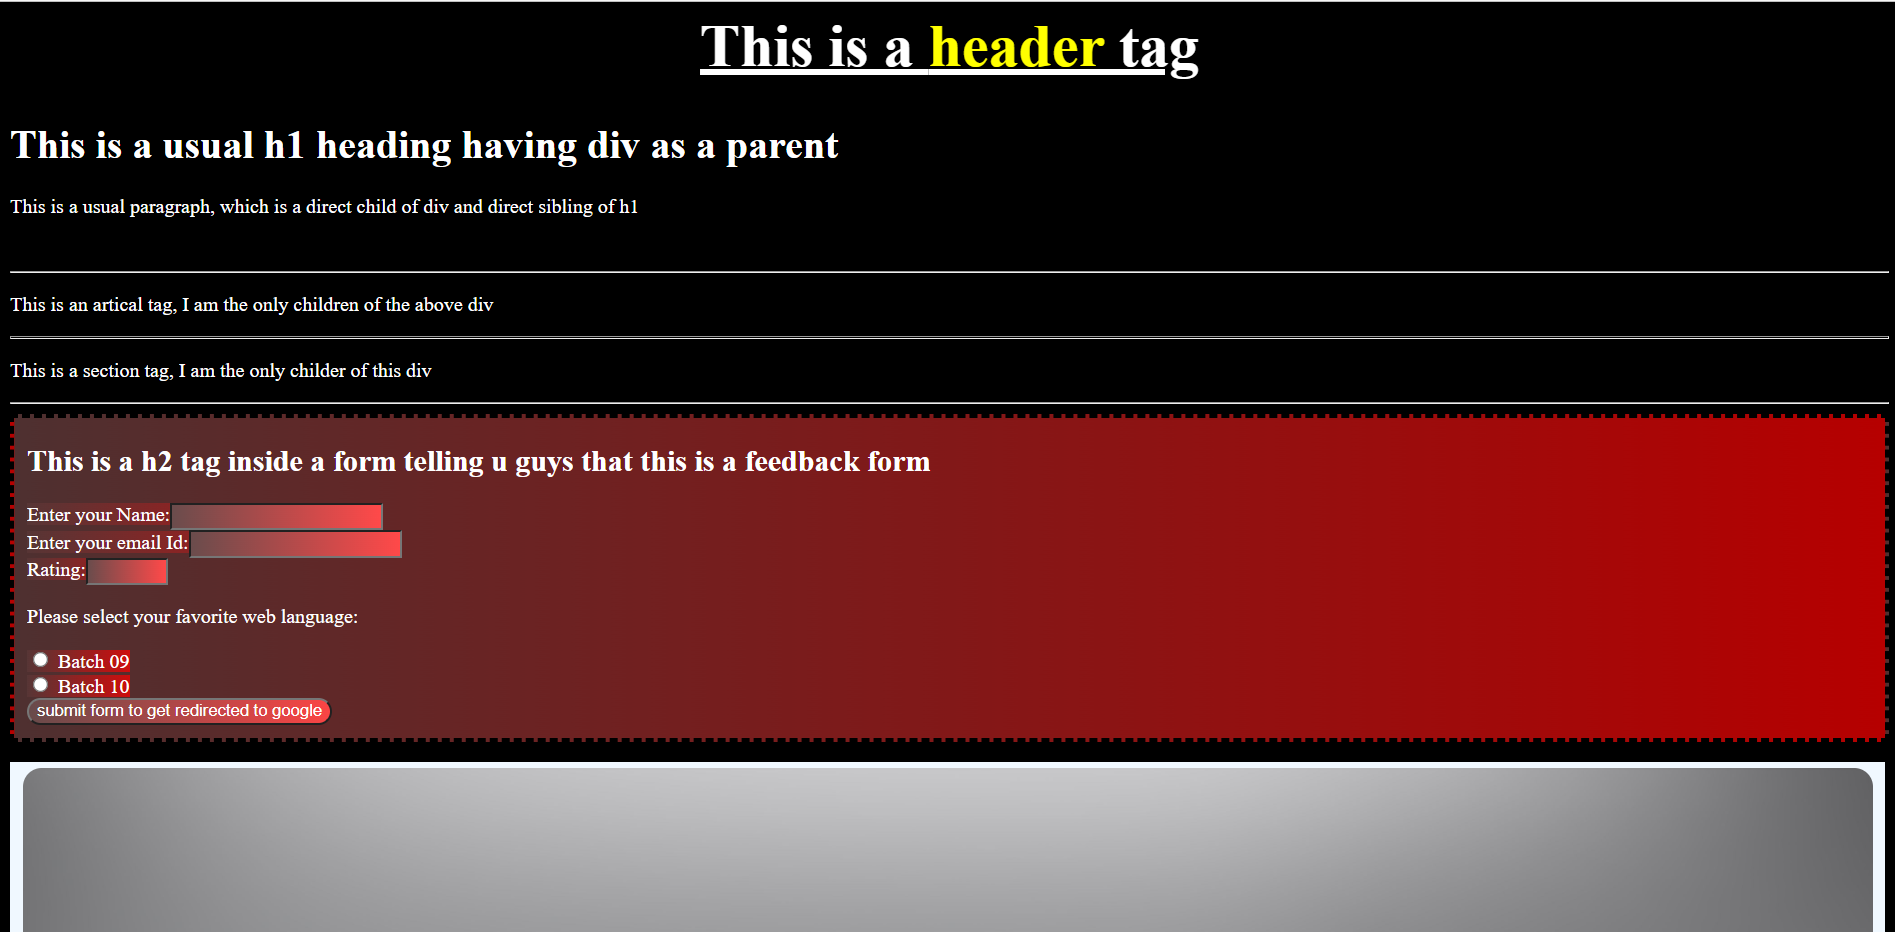 This is a header tag
This is a usual h1 heading having div as a parent
This is a usual paragraph, which is a direct child of div and direct sibling of h1
This is an artical tag, I am the only children of the above div
This is a section tag, I am the only childer of this div
This is a h2 tag inside a form telling u guys that this is a feedback form
Enter your Name:
Enter your email Id:
Rating:
Please select your favorite web language:
Batch 09
Batch 10
submit form to get redirected to google